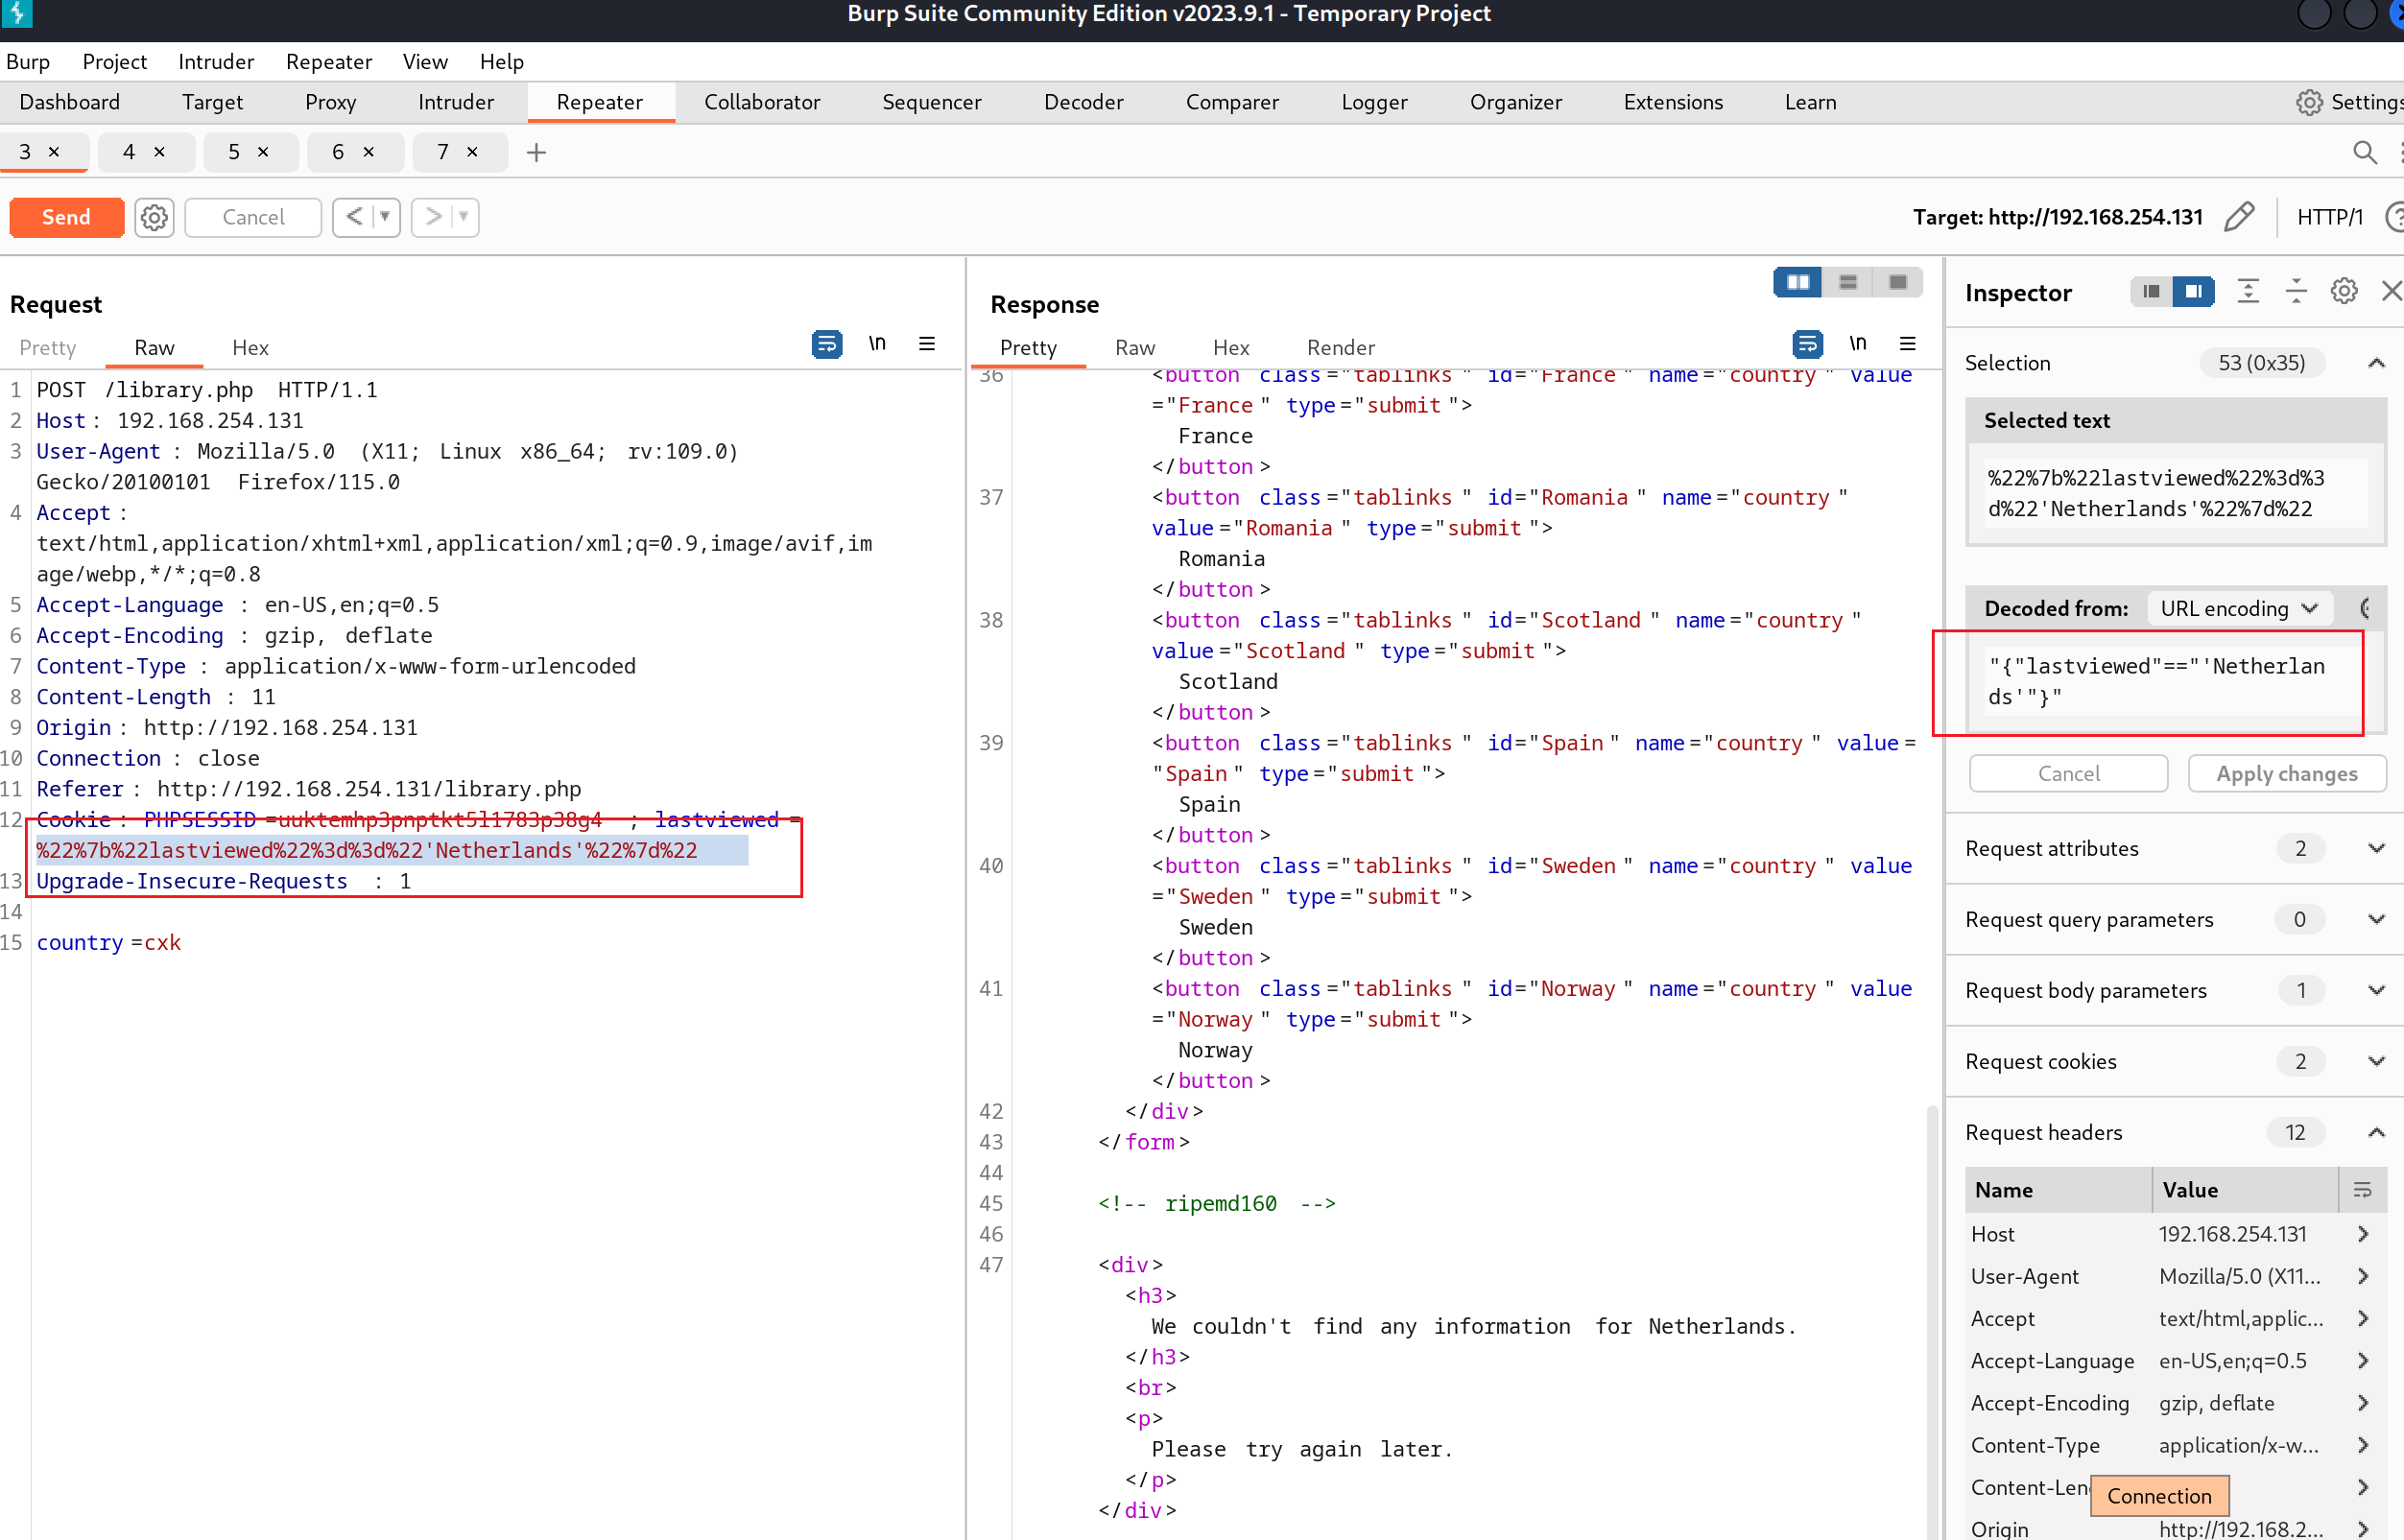 Burp Suite Community Edition v2023.9.1 - Temporary Project
Burp Project Intruder Repeater View Help
Dashboard Target Proxy Intruder Repeater Collaborator Sequencer Decoder Comparer Logger Organizer Extensions Learn Settings
3 × 4 × 5 × 6 × 7 × +
Send Cancel < >
Target: http://192.168.254.131 HTTP/1
Request
Pretty Raw Hex \n
1 POST /library.php HTTP/1.1
2 Host: 192.168.254.131
3 User-Agent: Mozilla/5.0 (X11; Linux x86_64; rv:109.0)
Gecko/20100101 Firefox/115.0
4 Accept:
text/html,application/xhtml+xml,application/xml;q=0.9,image/avif,im
age/webp,*/*;q=0.8
5 Accept-Language: en-US,en;q=0.5
6 Accept-Encoding: gzip, deflate
7 Content-Type: application/x-www-form-urlencoded
8 Content-Length: 11
9 Origin: http://192.168.254.131
10 Connection: close
11 Referer: http://192.168.254.131/library.php
12 Cookie: PHPSESSID=uuktemhp3pnptkt5l1783p38g4; lastviewed=
%22%7b%22lastviewed%22%3d%3d%22'Netherlands'%22%7d%22
13 Upgrade-Insecure-Requests: 1
14
15 country=cxk
Response
Pretty Raw Hex Render \n
36 <button class="tablinks" id="France" name="country" value
="France" type="submit">
France
</button>
37 <button class="tablinks" id="Romania" name="country"
value="Romania" type="submit">
Romania
</button>
38 <button class="tablinks" id="Scotland" name="country"
value="Scotland" type="submit">
Scotland
</button>
39 <button class="tablinks" id="Spain" name="country" value=
"Spain" type="submit">
Spain
</button>
40 <button class="tablinks" id="Sweden" name="country" value
="Sweden" type="submit">
Sweden
</button>
41 <button class="tablinks" id="Norway" name="country" value
="Norway" type="submit">
Norway
</button>
42 </div>
43 </form>
44
45 <!-- ripemd160 -->
46
47 <div>
<h3>
We couldn't find any information for Netherlands.
</h3>
<br>
<p>
Please try again later.
</p>
</div>
Inspector
Selection 53 (0x35)
Selected text
%22%7b%22lastviewed%22%3d%3
d%22'Netherlands'%22%7d%22
Decoded from: URL encoding
"{"lastviewed"=="'Netherlan
ds'"}"
Cancel Apply changes
Request attributes 2
Request query parameters 0
Request body parameters 1
Request cookies 2
Request headers 12
Name Value
Host 192.168.254.131
User-Agent Mozilla/5.0 (X11...
Accept text/html,applic...
Accept-Language en-US,en;q=0.5
Accept-Encoding gzip, deflate
Content-Type application/x-w...
Content-Len
Connection
Origin http://192.168.2...